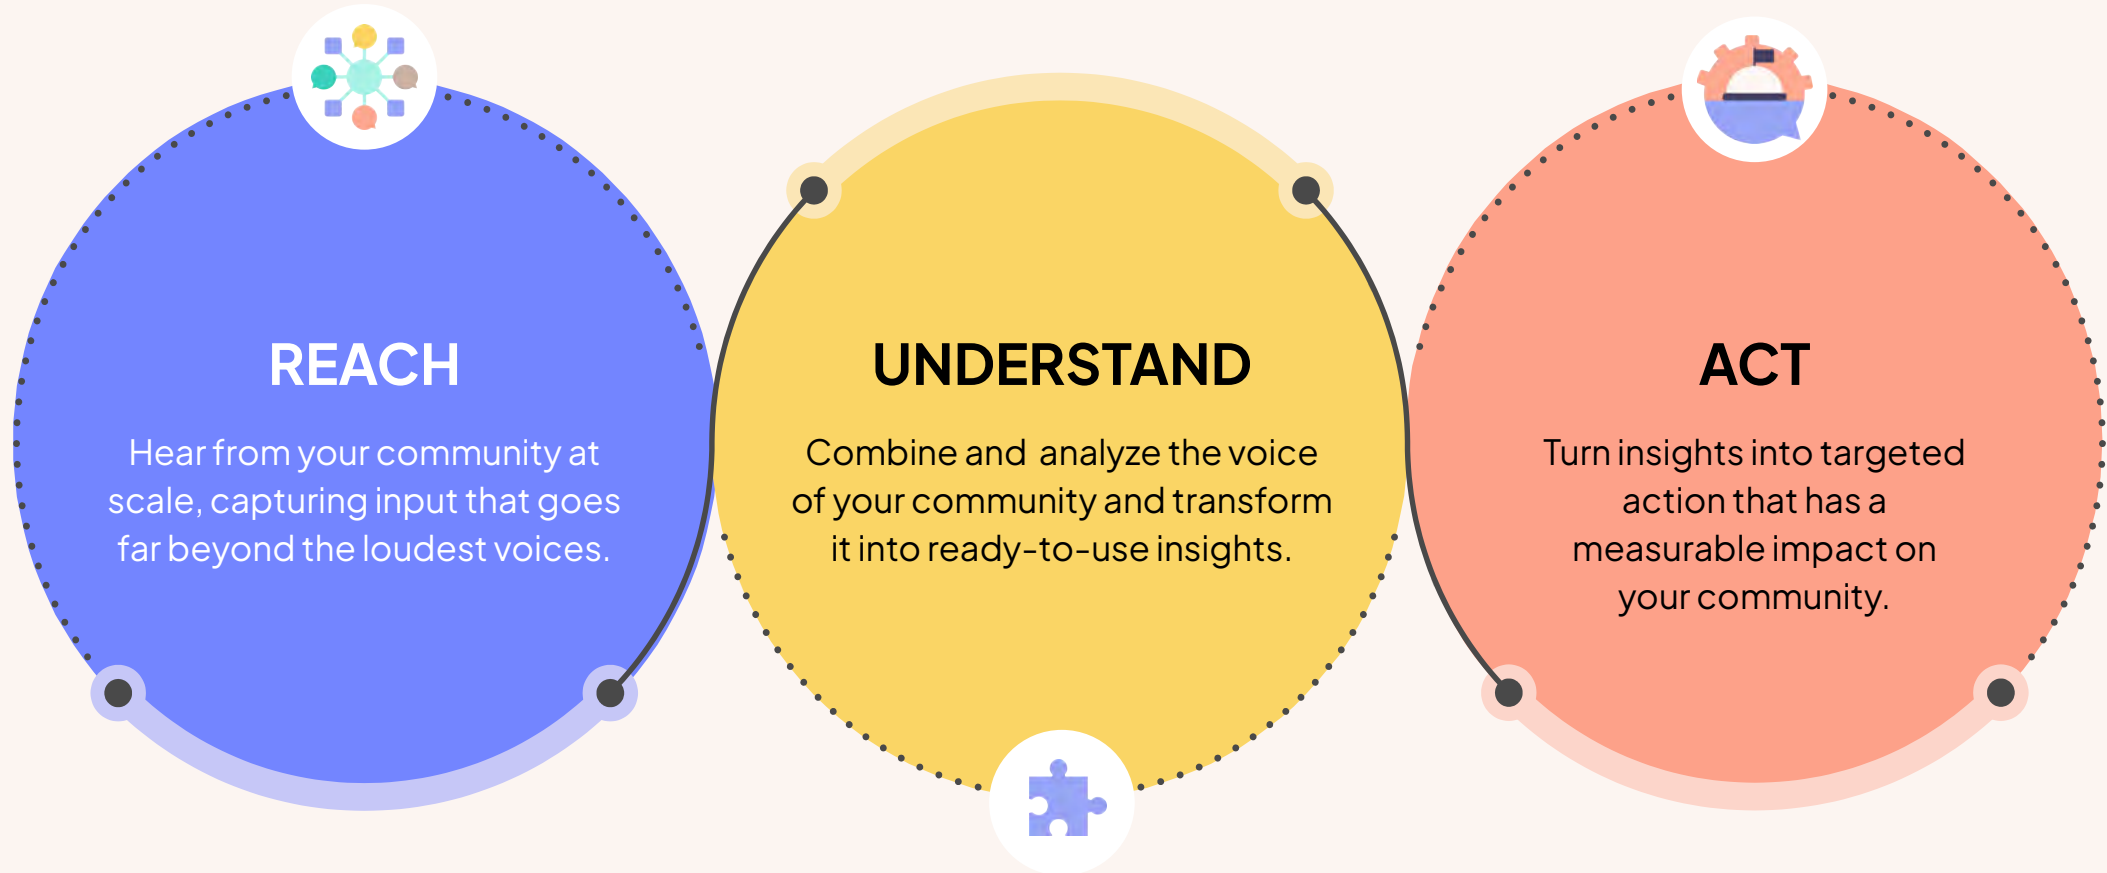 REACH
Hear from your community at
scale, capturing input that goes
far beyond the loudest voices.
UNDERSTAND
Combine and  analyze the voice
of your community and transform
it into ready-to-use insights.
ACT
Turn insights into targeted
action that has a
measurable impact on
your community.